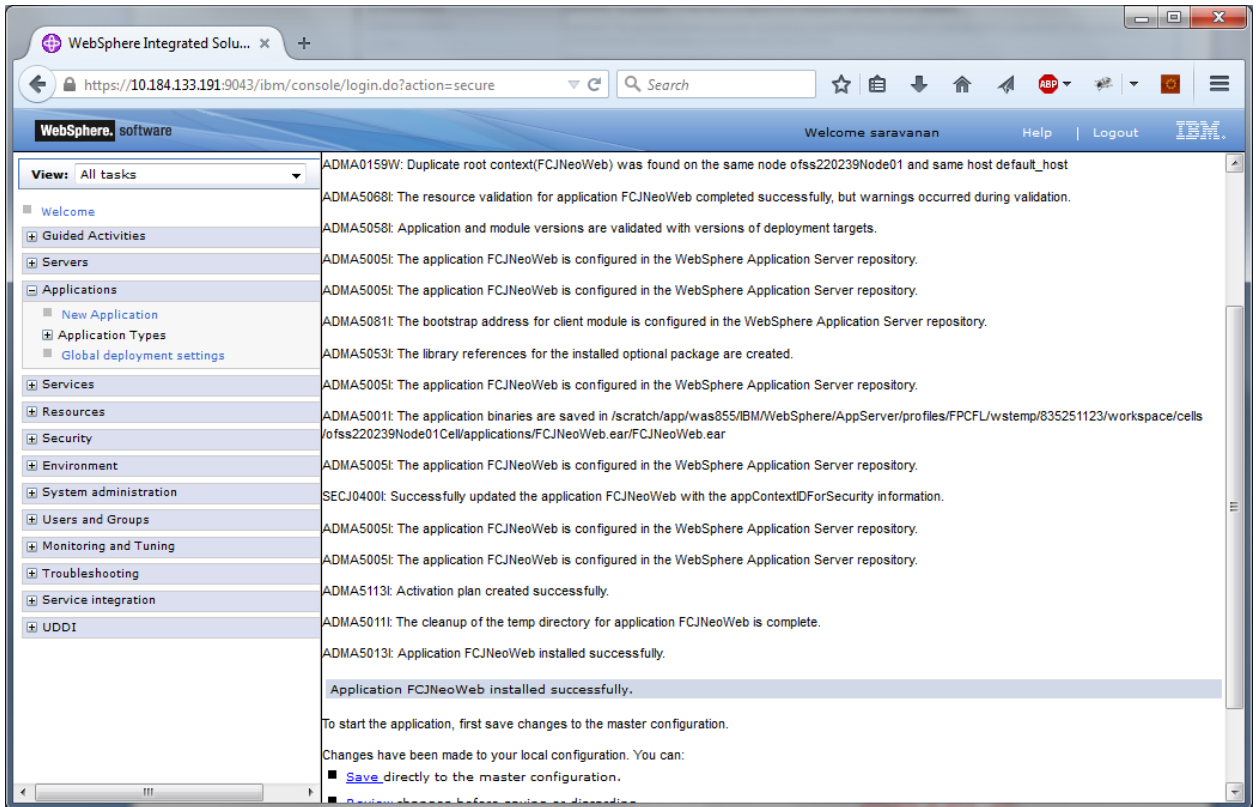 WebSphere Integrated Solu...
https://10.184.133.191:9043/ibm/console/login.do?action=secure
Search
ABP
WebSphere. software
Welcome saravanan
Help | Logout
IBM.
View: All tasks
Welcome
Guided Activities
Servers
Applications
New Application
Application Types
Global deployment settings
Services
Resources
Security
Environment
System administration
Users and Groups
Monitoring and Tuning
Troubleshooting
Service integration
UDDI
ADMA0159W: Duplicate root context(FCJNeoWeb) was found on the same node ofss220239Node01 and same host default_host
ADMA5068I: The resource validation for application FCJNeoWeb completed successfully, but warnings occurred during validation.
ADMA5058I: Application and module versions are validated with versions of deployment targets.
ADMA5005I: The application FCJNeoWeb is configured in the WebSphere Application Server repository.
ADMA5005I: The application FCJNeoWeb is configured in the WebSphere Application Server repository.
ADMA5081I: The bootstrap address for client module is configured in the WebSphere Application Server repository.
ADMA5053I: The library references for the installed optional package are created.
ADMA5005I: The application FCJNeoWeb is configured in the WebSphere Application Server repository.
ADMA5001I: The application binaries are saved in /scratch/app/was855/IBM/WebSphere/AppServer/profiles/FPCFL/wstemp/835251123/workspace/cells
/ofss220239Node01Cell/applications/FCJNeoWeb.ear/FCJNeoWeb.ear
ADMA5005I: The application FCJNeoWeb is configured in the WebSphere Application Server repository.
SECJ0400I: Successfully updated the application FCJNeoWeb with the appContextIDForSecurity information.
ADMA5005I: The application FCJNeoWeb is configured in the WebSphere Application Server repository.
ADMA5005I: The application FCJNeoWeb is configured in the WebSphere Application Server repository.
ADMA5113I: Activation plan created successfully.
ADMA5011I: The cleanup of the temp directory for application FCJNeoWeb is complete.
ADMA5013I: Application FCJNeoWeb installed successfully.
Application FCJNeoWeb installed successfully.
To start the application, first save changes to the master configuration.
Changes have been made to your local configuration. You can:
Save directly to the master configuration.
Review changes before saving or discarding.